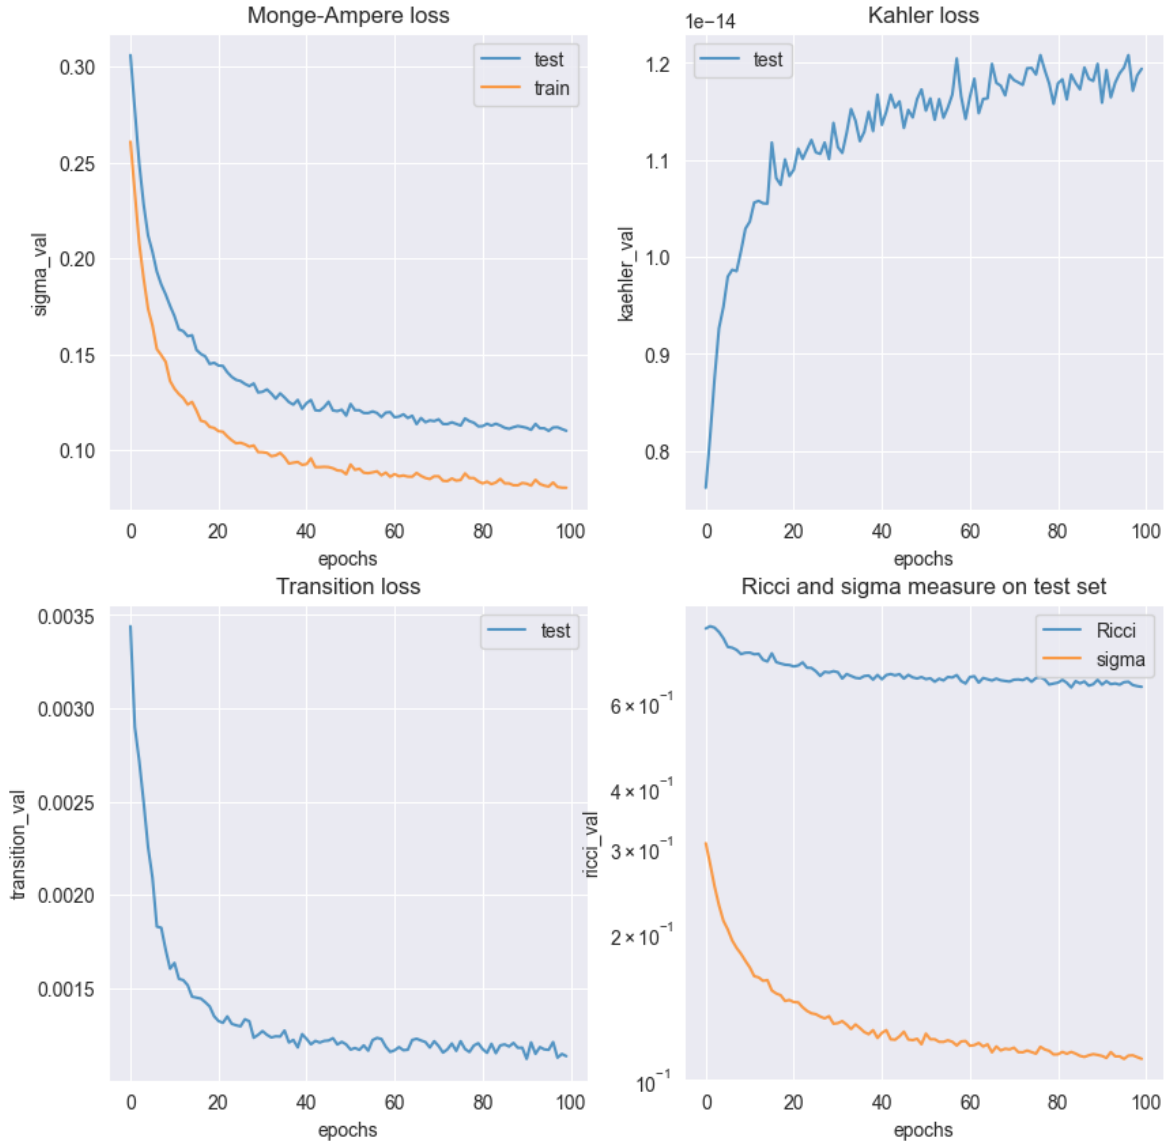 Monge-Ampere loss
test
train
0.30
0.25
0.20
0.15
0.10
sigma_val
0 20 40 60 80 100
epochs
Kahler loss
1e−14
test
1.2
1.1
1.0
0.9
0.8
kaehler_val
0 20 40 60 80 100
epochs
Transition loss
test
0.0035
0.0030
0.0025
0.0020
0.0015
transition_val
0 20 40 60 80 100
epochs
Ricci and sigma measure on test set
Ricci
sigma
6 × 10⁻¹
4 × 10⁻¹
3 × 10⁻¹
2 × 10⁻¹
10⁻¹
ricci_val
0 20 40 60 80 100
epochs